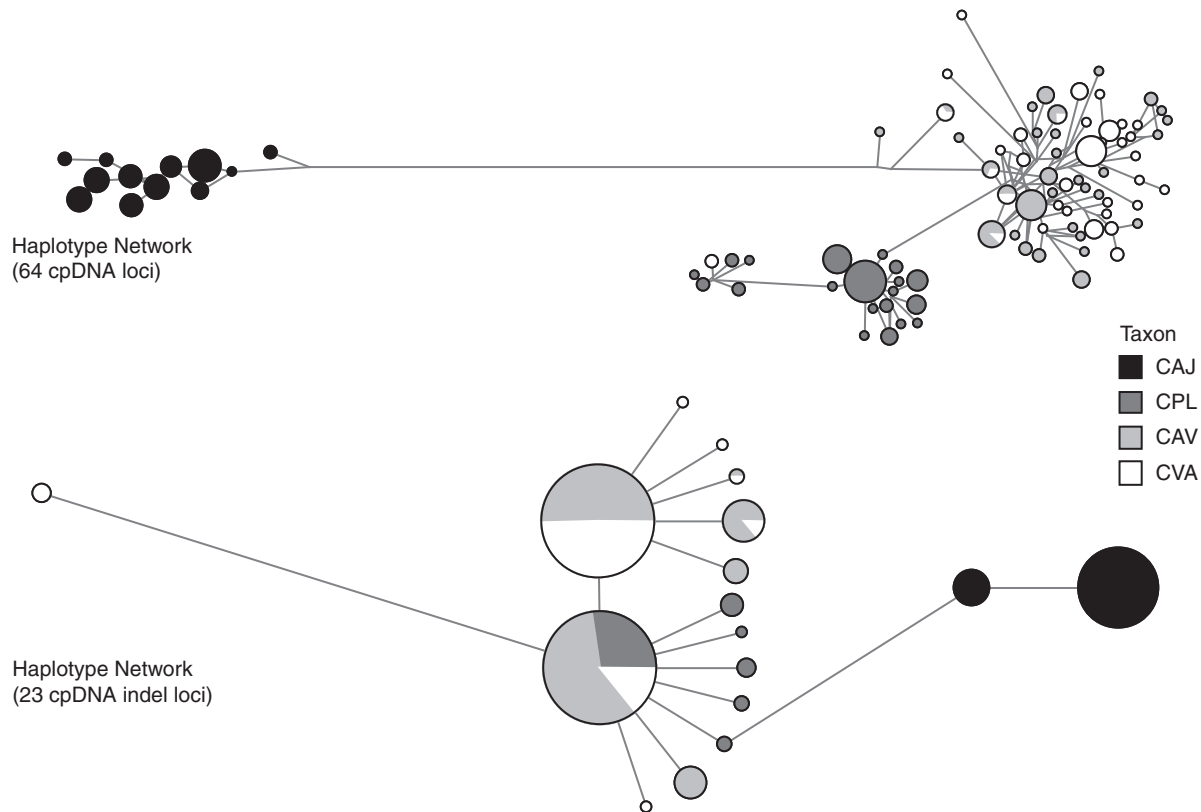 Haplotype Network
(64 cpDNA loci)
Taxon
CAJ
CPL
CAV
CVA
Haplotype Network
(23 cpDNA indel loci)